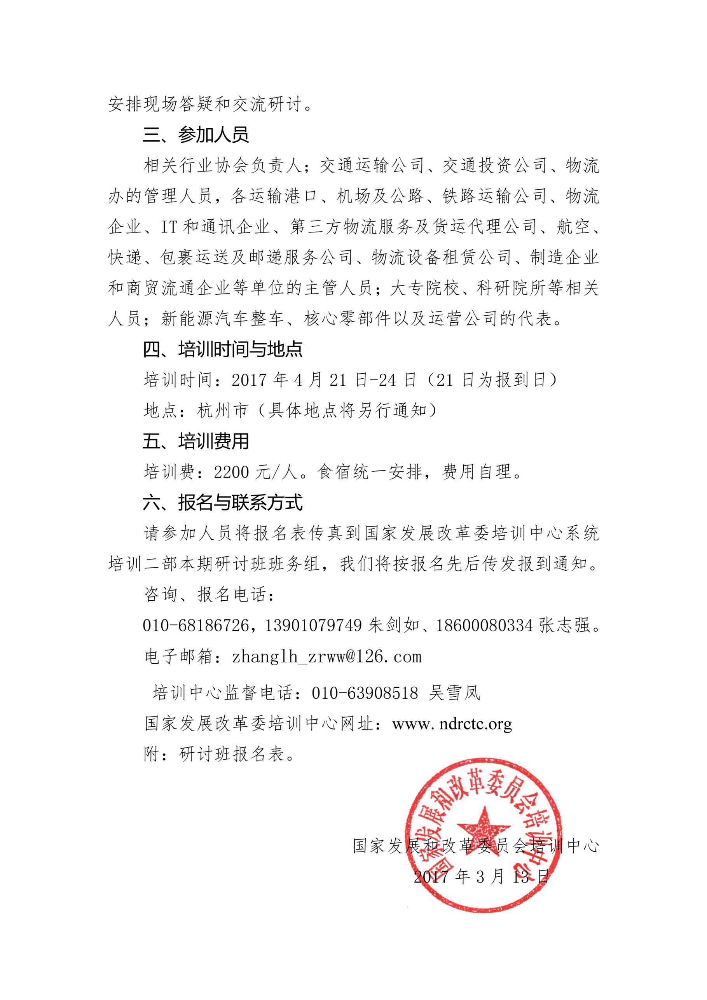 安排现场答疑和交流研讨。
三、参加人员
相关行业协会负责人；交通运输公司、交通投资公司、物流
办的管理人员，各运输港口、机场及公路、铁路运输公司、物流
企业、IT 和通讯企业、第三方物流服务及货运代理公司、航空、
快递、包裹运送及邮递服务公司、物流设备租赁公司、制造企业
和商贸流通企业等单位的主管人员；大专院校、科研院所等相关
人员；新能源汽车整车、核心零部件以及运营公司的代表。
四、培训时间与地点
培训时间：2017 年 4 月 21 日-24 日（21 日为报到日）
地点：杭州市（具体地点将另行通知）
五、培训费用
培训费：2200 元/人。食宿统一安排，费用自理。
六、报名与联系方式
请参加人员将报名表传真到国家发展改革委培训中心系统
培训二部本期研讨班班务组，我们将按报名先后传发报到通知。
咨询、报名电话：
010-68186726，13901079749 朱剑如、18600080334 张志强。
电子邮箱：zhanglh_zrww@126.com
培训中心监督电话：010-63908518 吴雪凤
国家发展改革委培训中心网址：www. ndrctc.org
附：研讨班报名表。
国家发展和改革委员会培训中心
国家发展和改革委员会培训中心
2017 年 3 月 13 日